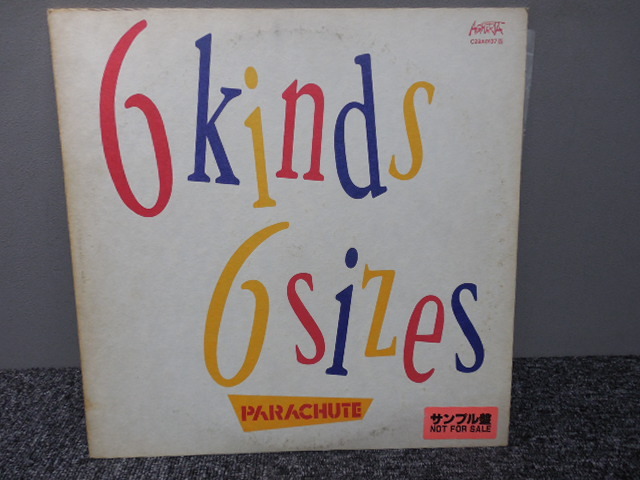 6 kinds
6 sizes
PARACHUTE
サンプル盤
NOT FOR SALE